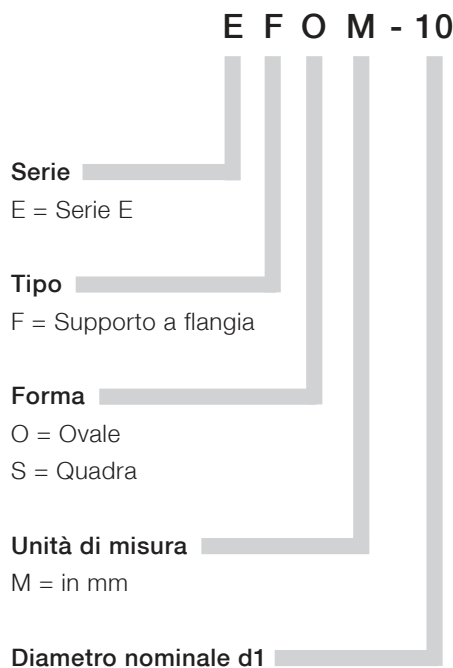 E F O M - 10
Serie
E = Serie E
Tipo
F = Supporto a flangia
Forma
O = Ovale
S = Quadra
Unità di misura
M = in mm
Diametro nominale d1